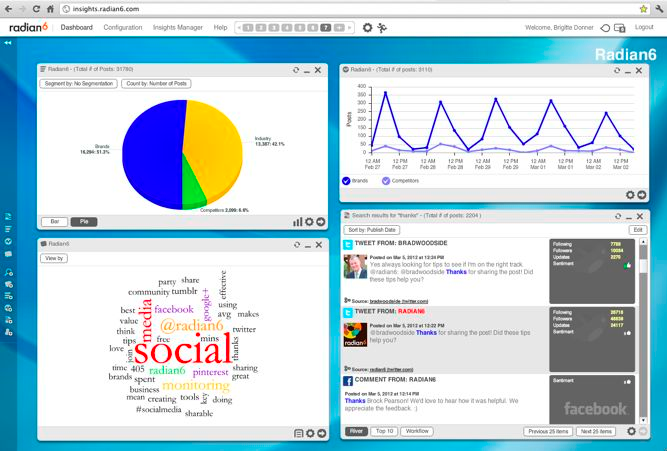 insights.radian6.com
radian6
Dashboard Configuration Insights Manager Help
1 2 3 4 5 6 7
Welcome, Brigitte Donner
Logout
Radian6
Radian6 - (Total # of Posts: 31780)
Segment by: No Segmentation Count by: Number of Posts
Brands
16,294: 51.3%
Industry
13,387: 42.1%
Competitors 2,099: 6.6%
Bar Pie
Radian6 - (Total # of posts: 3110)
Posts
400
350
300
250
200
150
100
50
0
12 AM 12 PM 12 AM 12 PM 12 AM 12 PM 12 AM 12 PM 12 AM 12 PM
Feb 27 Feb 27 Feb 28 Feb 28 Feb 29 Feb 29 Mar 01 Mar 01 Mar 02 Mar 02
Brands Competitors
Radian6
View by
party share
community tumblr
effective
best
media
facebook
google+
using
value
avg makes
think
@radian6
twitter
tips free mins
love
social
thanks
join
time 405 radian6 pinterest sharing
brands spent monitoring great
business
mean creating tools key doing
#socialmedia sharable
Search results for "thanks" - (Total # of posts: 2204 )
Sort by: Publish Date Edit
TWEET FROM: BRADWOODSIDE
Posted on Mar 5, 2012 at 12:24 PM
Yes always looking for tips to see if I'm on the right track
@radian6: @bradwoodside Thanks for sharing the post! Did
these tips help you?
Source: bradwoodside (twitter.com)
Following 7788
Followers 10084
Updates 2270
Sentiment
TWEET FROM: RADIAN6
Posted on Mar 5, 2012 at 12:22 PM
@bradwoodside Thanks for sharing the post! Did these tips
help you?
Source: radian6 (twitter.com)
Following
Followers
Updates 24117
Sentiment
COMMENT FROM: RADIAN6
Posted on Mar 5, 2012 at 12:14 PM
Thanks Brock Pearson! We'd love to hear how it was helpful. We
appreciate the feedback. :)
Sentiment
facebook
River Top 10 Workflow Previous 25 items Next 25 items